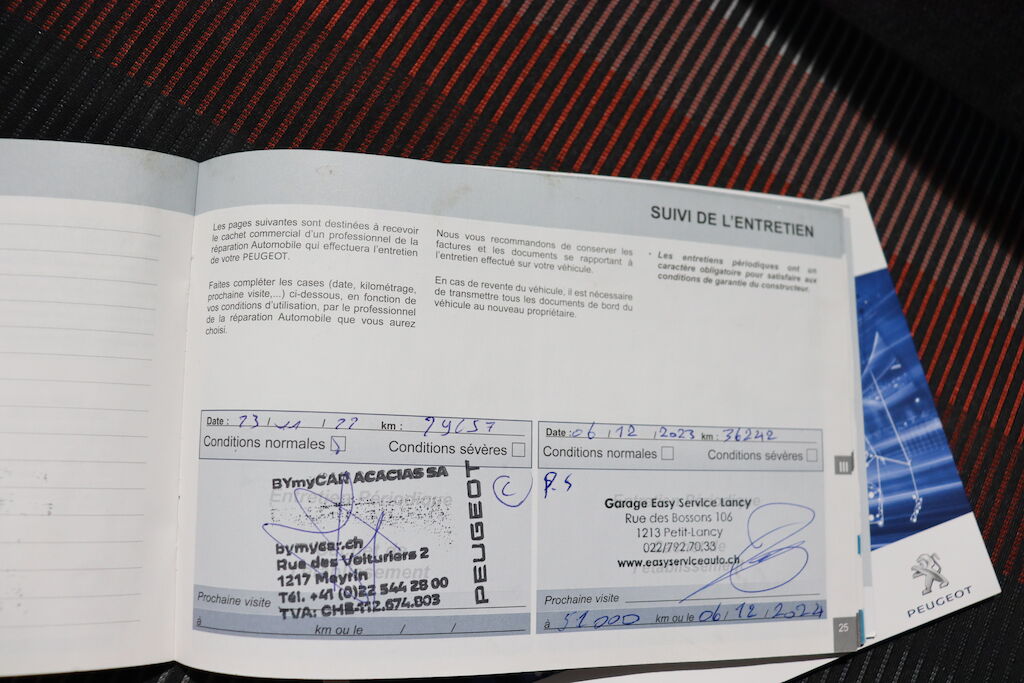 SUIVI DE L'ENTRETIEN
Les pages suivantes sont destinées à recevoir
le cachet commercial d'un professionnel de la
réparation Automobile qui effectuera l'entretien
de votre PEUGEOT.
Faites compléter les cases (date, kilométrage,
prochaine visite,...) ci-dessous, en fonction de
vos conditions d'utilisation, par le professionnel
de la réparation Automobile que vous aurez
choisi.
Nous vous recommandons de conserver les
factures et les documents se rapportant à
l'entretien effectué sur votre véhicule.
En cas de revente du véhicule, il est nécessaire
de transmettre tous les documents de bord du
véhicule au nouveau propriétaire.
* Les entretiens périodiques ont un
caractère obligatoire pour satisfaire aux
conditions de garantie du constructeur.
Date : 23 / 11 / 22 km :
Conditions normales Conditions sévères
Entretien Périodique
BYmyCAR ACACIAS SA
bymycar.ch
Rue des Voituriers 2
1217 Meyrin
Tél. +41 (0)22 544 28 00
TVA: CHE-112.674.803
PEUGEOT
C
Prochaine visite
à km ou le / /
Date : 06 / 12 / 2023 km : 36242
Conditions normales Conditions sévères
P.S
Entretien Périodique
Garage Easy Service Lancy
Rue des Bossons 106
1213 Petit-Lancy
022/792.70.33
www.easyserviceauto.ch
Prochaine visite
à 51000 km ou le 06 / 12 / 2024
III
25
PEUGEOT